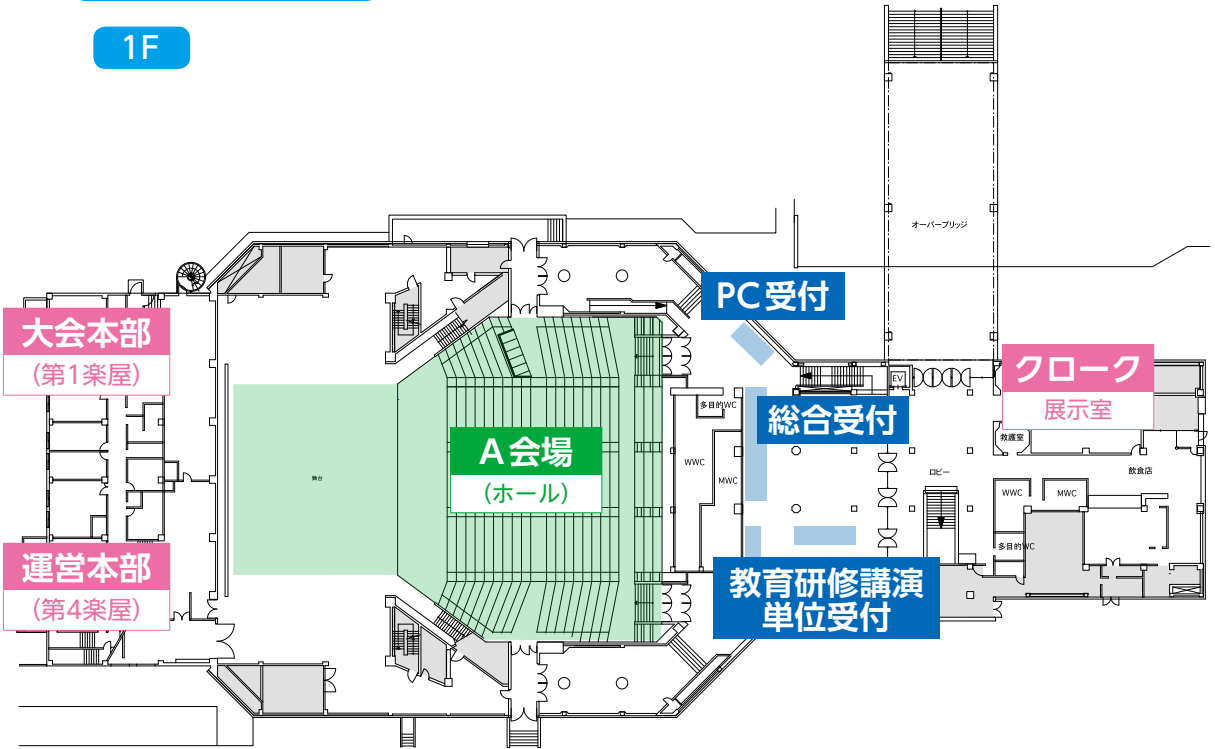 1F
オーバーブリッジ
PC受付
大会本部
(第1楽屋)
EV
クローク
展示室
多目的WC
総合受付
救護室
A会場
(ホール)
舞台
WWC
MWC
ロビー
飲食店
WWC
MWC
多目的WC
運営本部
(第4楽屋)
教育研修講演
単位受付